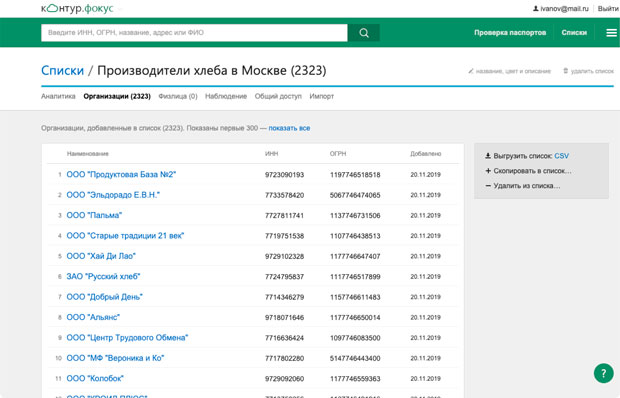 контур.фокус
ivanov@mail.ru Выйти
Введите ИНН, ОГРН, название, адрес или ФИО
Проверка паспортов Списки
Списки / Производители хлеба в Москве (2323)
название, цвет и описание удалить список
Аналитика Организации (2323) Физлица (0) Наблюдение Общий доступ Импорт
Организации, добавленные в список (2323). Показаны первые 300 — показать все
Наименование ИНН ОГРН Добавлено
1 ООО "Продуктовая База №2" 9723090193 1197746518518 20.11.2019
2 ООО "Эльдорадо Е.В.Н." 7733578420 5067746474065 20.11.2019
3 ООО "Пальма" 7727811741 1137746731506 20.11.2019
4 ООО "Старые традиции 21 век" 7719751538 1107746438513 20.11.2019
5 ООО "Хай Ди Лао" 9729102328 1177746647407 20.11.2019
6 ЗАО "Русский хлеб" 7724795837 1117746517899 20.11.2019
7 ООО "Добрый День" 7714346279 1157746611483 20.11.2019
8 ООО "Альянс" 9718071646 1177746650014 20.11.2019
9 ООО "Центр Трудового Обмена" 7716636424 1097746083500 20.11.2019
10 ООО "МФ "Вероника и Ко" 7717802280 5147746443400 20.11.2019
11 ООО "Колобок" 9729092060 1177746559363 20.11.2019
Выгрузить список: CSV
Скопировать в список...
Удалить из списка...
?